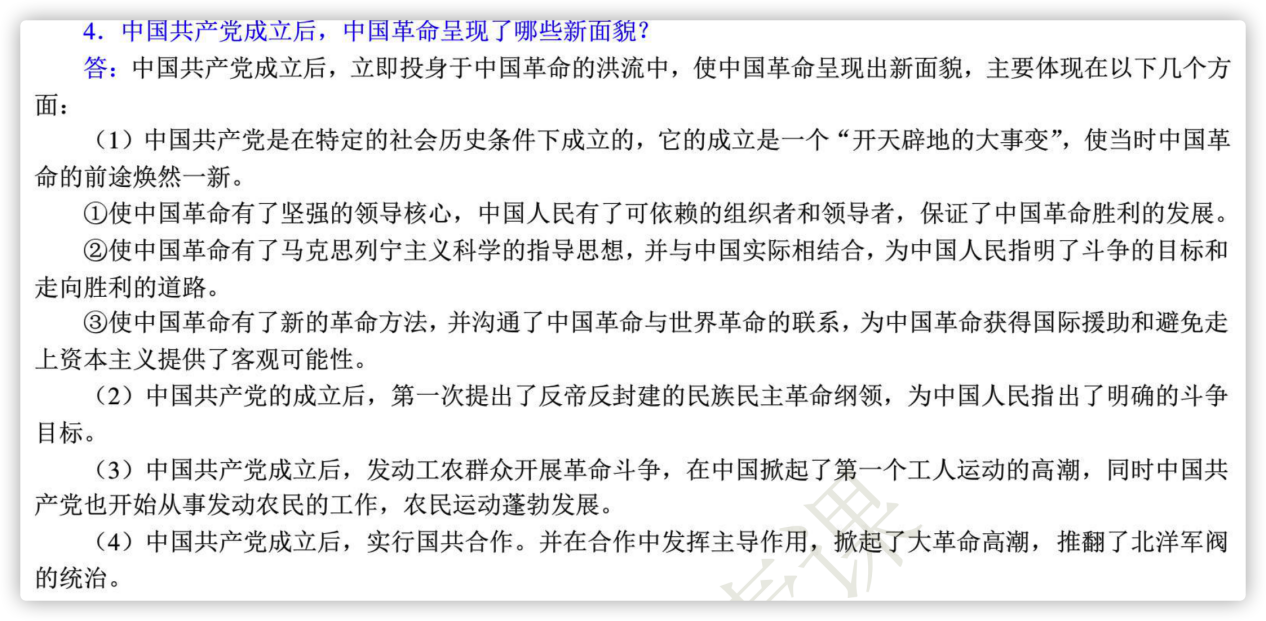 4．中国共产党成立后，中国革命呈现了哪些新面貌？
答：中国共产党成立后，立即投身于中国革命的洪流中，使中国革命呈现出新面貌，主要体现在以下几个方
面：
（1）中国共产党是在特定的社会历史条件下成立的，它的成立是一个“开天辟地的大事变”，使当时中国革
命的前途焕然一新。
①使中国革命有了坚强的领导核心，中国人民有了可依赖的组织者和领导者，保证了中国革命胜利的发展。
②使中国革命有了马克思列宁主义科学的指导思想，并与中国实际相结合，为中国人民指明了斗争的目标和
走向胜利的道路。
③使中国革命有了新的革命方法，并沟通了中国革命与世界革命的联系，为中国革命获得国际援助和避免走
上资本主义提供了客观可能性。
（2）中国共产党的成立后，第一次提出了反帝反封建的民族民主革命纲领，为中国人民指出了明确的斗争
目标。
（3）中国共产党成立后，发动工农群众开展革命斗争，在中国掀起了第一个工人运动的高潮，同时中国共
产党也开始从事发动农民的工作，农民运动蓬勃发展。
（4）中国共产党成立后，实行国共合作。并在合作中发挥主导作用，掀起了大革命高潮，推翻了北洋军阀
的统治。
课